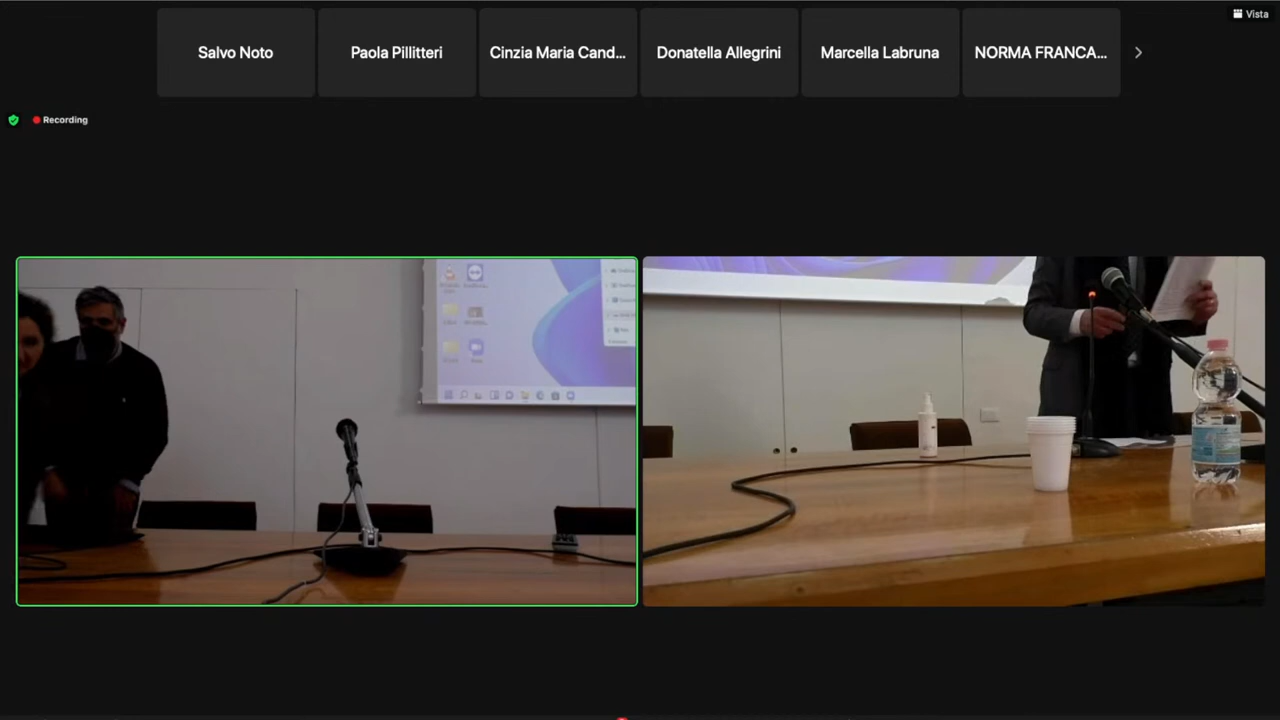 Vista
Salvo Noto
Paola Pillitteri
Cinzia Maria Cand...
Donatella Allegrini
Marcella Labruna
NORMA FRANCA...
Recording